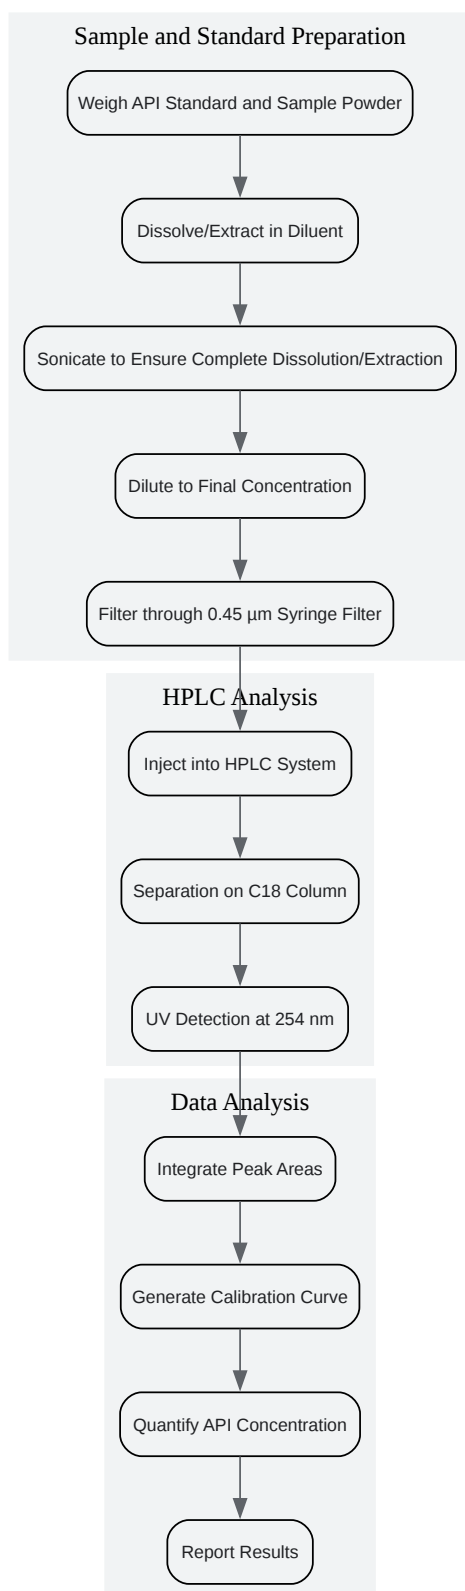 Sample and Standard Preparation
Weigh API Standard and Sample Powder
Dissolve/Extract in Diluent
Sonicate to Ensure Complete Dissolution/Extraction
Dilute to Final Concentration
Filter through 0.45 µm Syringe Filter
HPLC Analysis
Inject into HPLC System
Separation on C18 Column
UV Detection at 254 nm
Data Analysis
Integrate Peak Areas
Generate Calibration Curve
Quantify API Concentration
Report Results